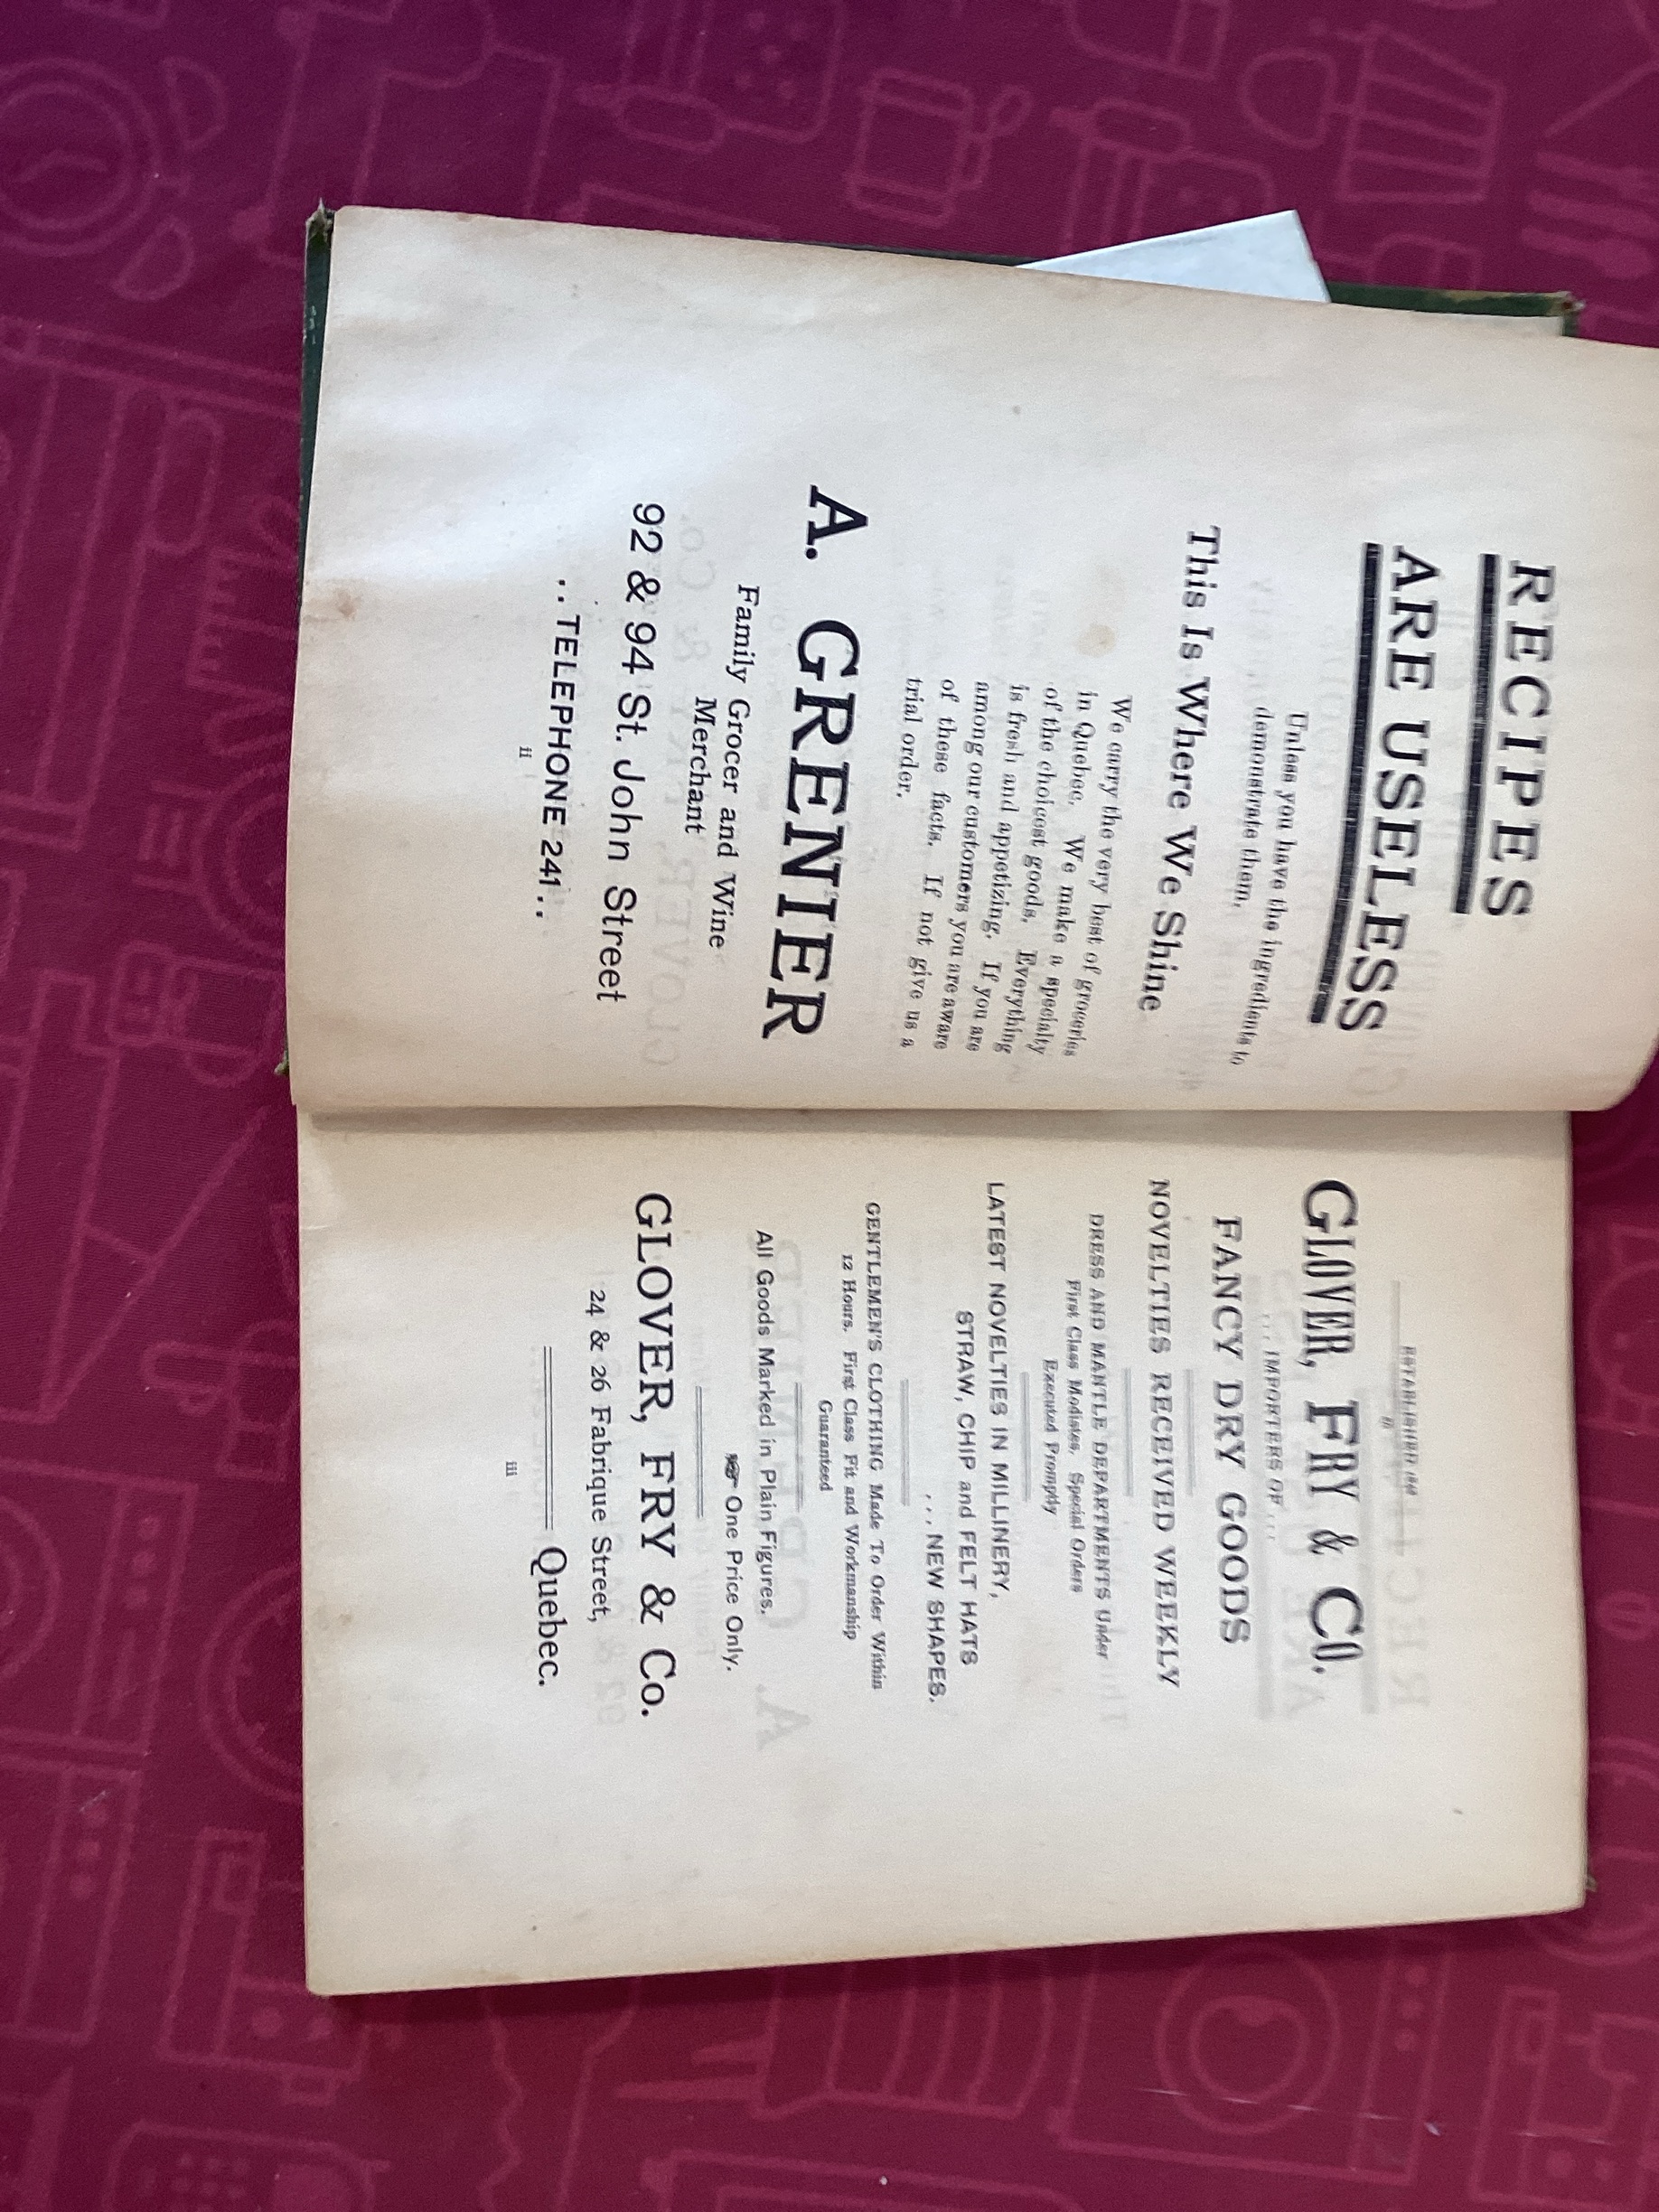 RECIPES
ARE USELESS
Unless you have the ingredients to
demonstrate them.
This Is Where We Shine
We carry the very best of groceries
in Quebec. We make a specialty
of the choicest goods. Everything
is fresh and appetizing. If you are
among our customers you are aware
of these facts. If not give us a
trial order.
A. GRENIER
Family Grocer and Wine
Merchant
92 & 94 St. John Street
..TELEPHONE 241..
ii
ESTABLISHED
GLOVER, FRY & CO.
...IMPORTERS OF...
FANCY DRY GOODS
NOVELTIES RECEIVED WEEKLY
DRESS AND MANTLE DEPARTMENTS Under
First Class Modistes. Special Orders
Executed Promptly
LATEST NOVELTIES IN MILLINERY,
STRAW, CHIP and FELT HATS
...NEW SHAPES.
GENTLEMEN'S CLOTHING Made To Order Within
12 Hours. First Class Fit and Workmanship
Guaranteed
All Goods Marked in Plain Figures.
☞ One Price Only.
GLOVER, FRY & Co.
24 & 26 Fabrique Street,
Quebec.
iii